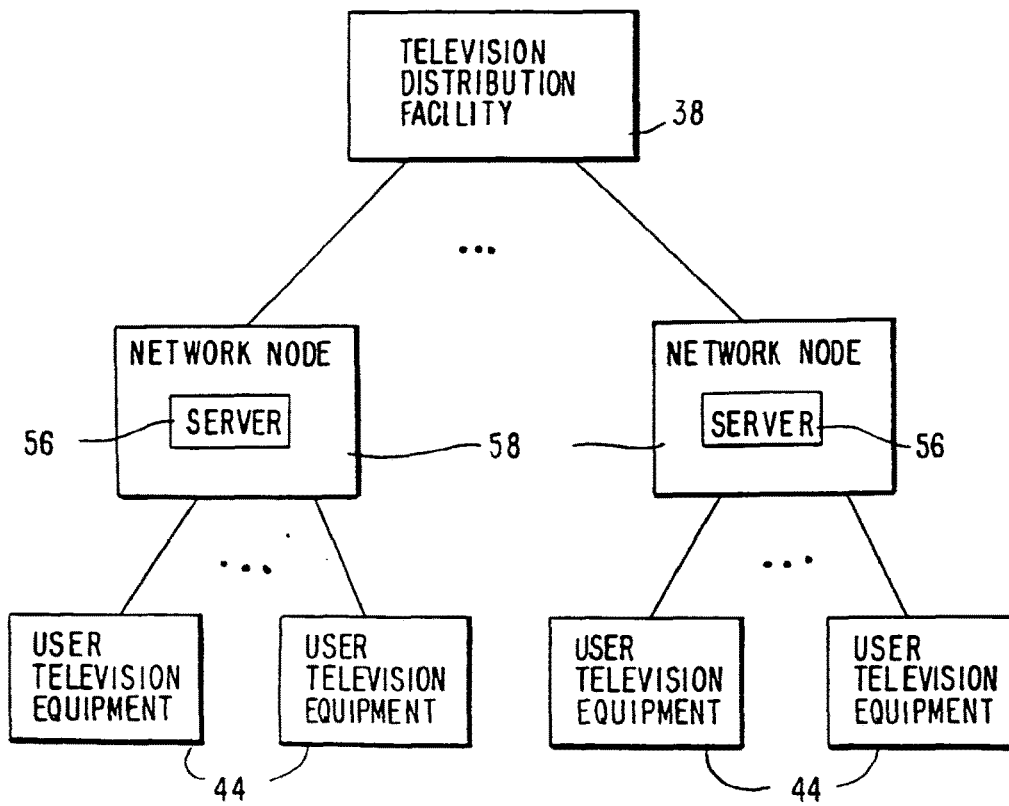 TELEVISION
DISTRIBUTION
FACILITY
38
NETWORK NODE
SERVER
56
58
NETWORK NODE
SERVER
56
USER
TELEVISION
EQUIPMENT
USER
TELEVISION
EQUIPMENT
44
USER
TELEVISION
EQUIPMENT
USER
TELEVISION
EQUIPMENT
44